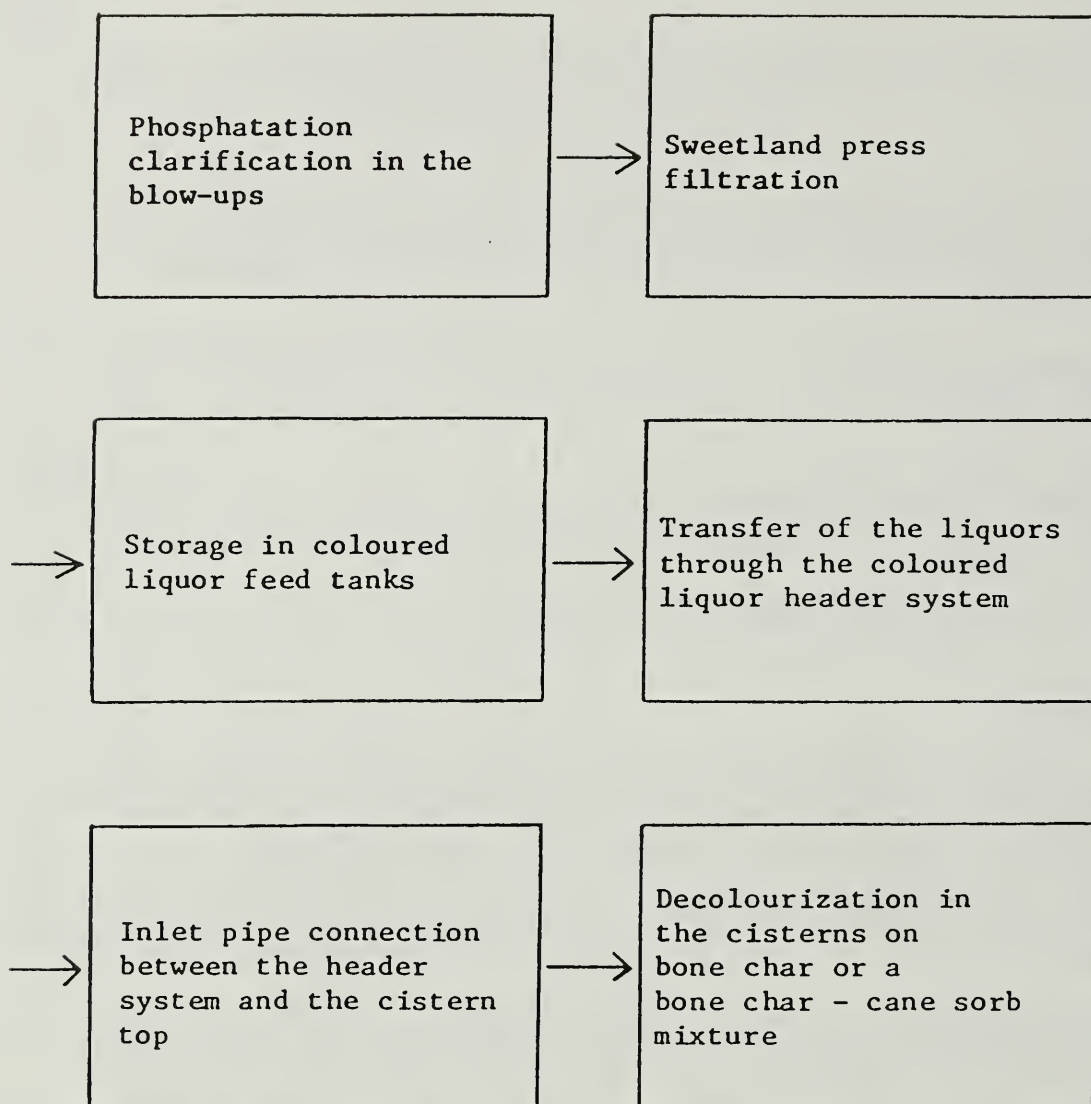 Phosphatation
clarification in the
blow-ups
Sweetland press
filtration
Storage in coloured
liquor feed tanks
Transfer of the liquors
through the coloured
liquor header system
Inlet pipe connection
between the header
system and the cistern
top
Decolourization in
the cisterns on
bone char or a
bone char - cane sorb
mixture